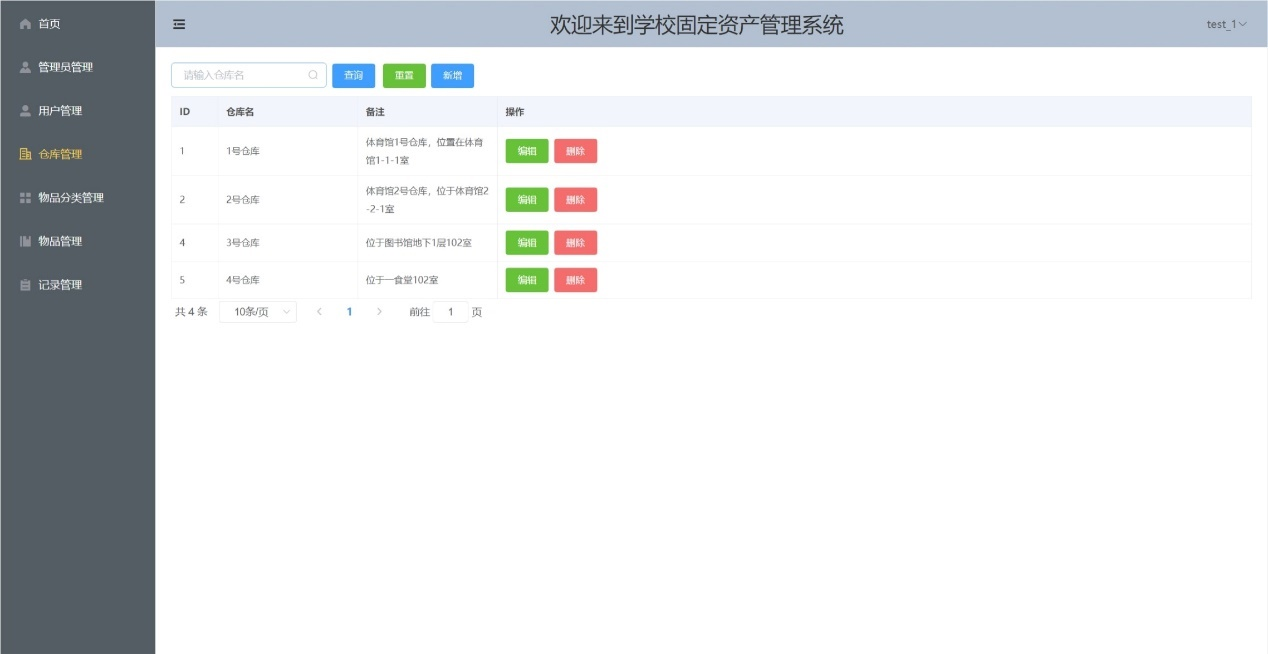 首页
管理员管理
用户管理
仓库管理
物品分类管理
物品管理
记录管理
欢迎来到学校固定资产管理系统
test_1
请输入仓库名 查询 重置 新增
ID 仓库名 备注 操作
1 1号仓库 体育馆1号仓库，位置在体育
馆1-1-1室 编辑 删除
2 2号仓库 体育馆2号仓库，位于体育馆2
-2-1室 编辑 删除
4 3号仓库 位于图书馆地下1层102室 编辑 删除
5 4号仓库 位于一食堂102室 编辑 删除
共 4 条 10条/页 1 前往 1 页